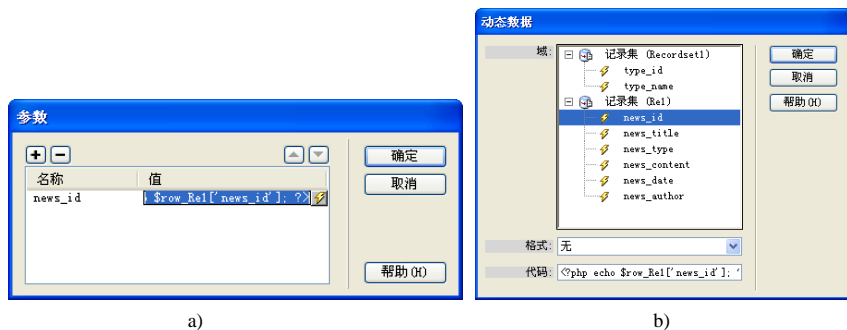 参数
名称 值
news_id $row_Re1['news_id']; ?>
确定
取消
帮助(H)
a)
动态数据
域:
记录集 (Recordset1)
type_id
type_name
记录集 (Re1)
news_id
news_title
news_type
news_content
news_date
news_author
格式: 无
代码: <?php echo $row_Re1['news_id']; '
确定
取消
帮助(H)
b)